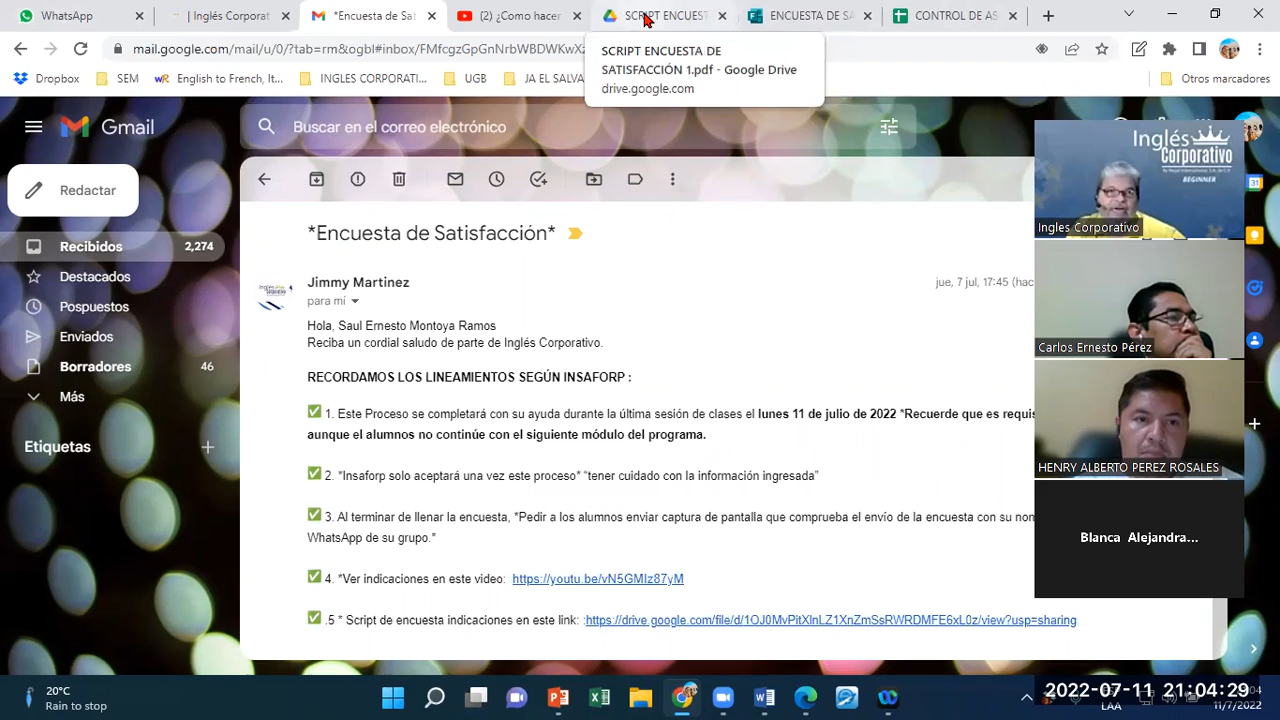 WhatsApp
Inglés Corporat
*Encuesta de Sat
(2) ¿Como hacer
SCRIPT ENCUEST
ENCUESTA DE SA
CONTROL DE AS
mail.google.com/mail/u/0/?tab=rm&ogbl#inbox/FMfcgzGpGnNrbWBDWKwXz
SCRIPT ENCUESTA DE
SATISFACCIÓN 1.pdf - Google Drive
drive.google.com
Dropbox
SEM
English to French, It...
INGLES CORPORATI...
UGB
JA EL SALVA
Otros marcadores
Gmail
Buscar en el correo electrónico
Redactar
Recibidos 2,274
Destacados
Pospuestos
Enviados
Borradores 46
Más
Etiquetas
*Encuesta de Satisfacción*
Jimmy Martinez
jue, 7 jul, 17:45 (hac
para mí
Hola, Saul Ernesto Montoya Ramos
Reciba un cordial saludo de parte de Inglés Corporativo.
RECORDAMOS LOS LINEAMIENTOS SEGÚN INSAFORP :
1. Este Proceso se completará con su ayuda durante la última sesión de clases el lunes 11 de julio de 2022 *Recuerde que es requis
aunque el alumnos no continúe con el siguiente módulo del programa.
2. *Insaforp solo aceptará una vez este proceso* “tener cuidado con la información ingresada”
3. Al terminar de llenar la encuesta, *Pedir a los alumnos enviar captura de pantalla que comprueba el envío de la encuesta con su nom
WhatsApp de su grupo.*
4. *Ver indicaciones en este video: https://youtu.be/vN5GMIz87yM
.5 * Script de encuesta indicaciones en este link: :https://drive.google.com/file/d/1OJ0MvPitXlnLZ1XnZmSsRWRDMFE6xL0z/view?usp=sharing
Inglés
Corporativo
BEGINNER
Ingles Corporativo
Carlos Ernesto Pérez
HENRY ALBERTO PEREZ ROSALES
Blanca Alejandra...
20°C
Rain to stop
LAA
2022-07-11 21:04:29
11/7/2022